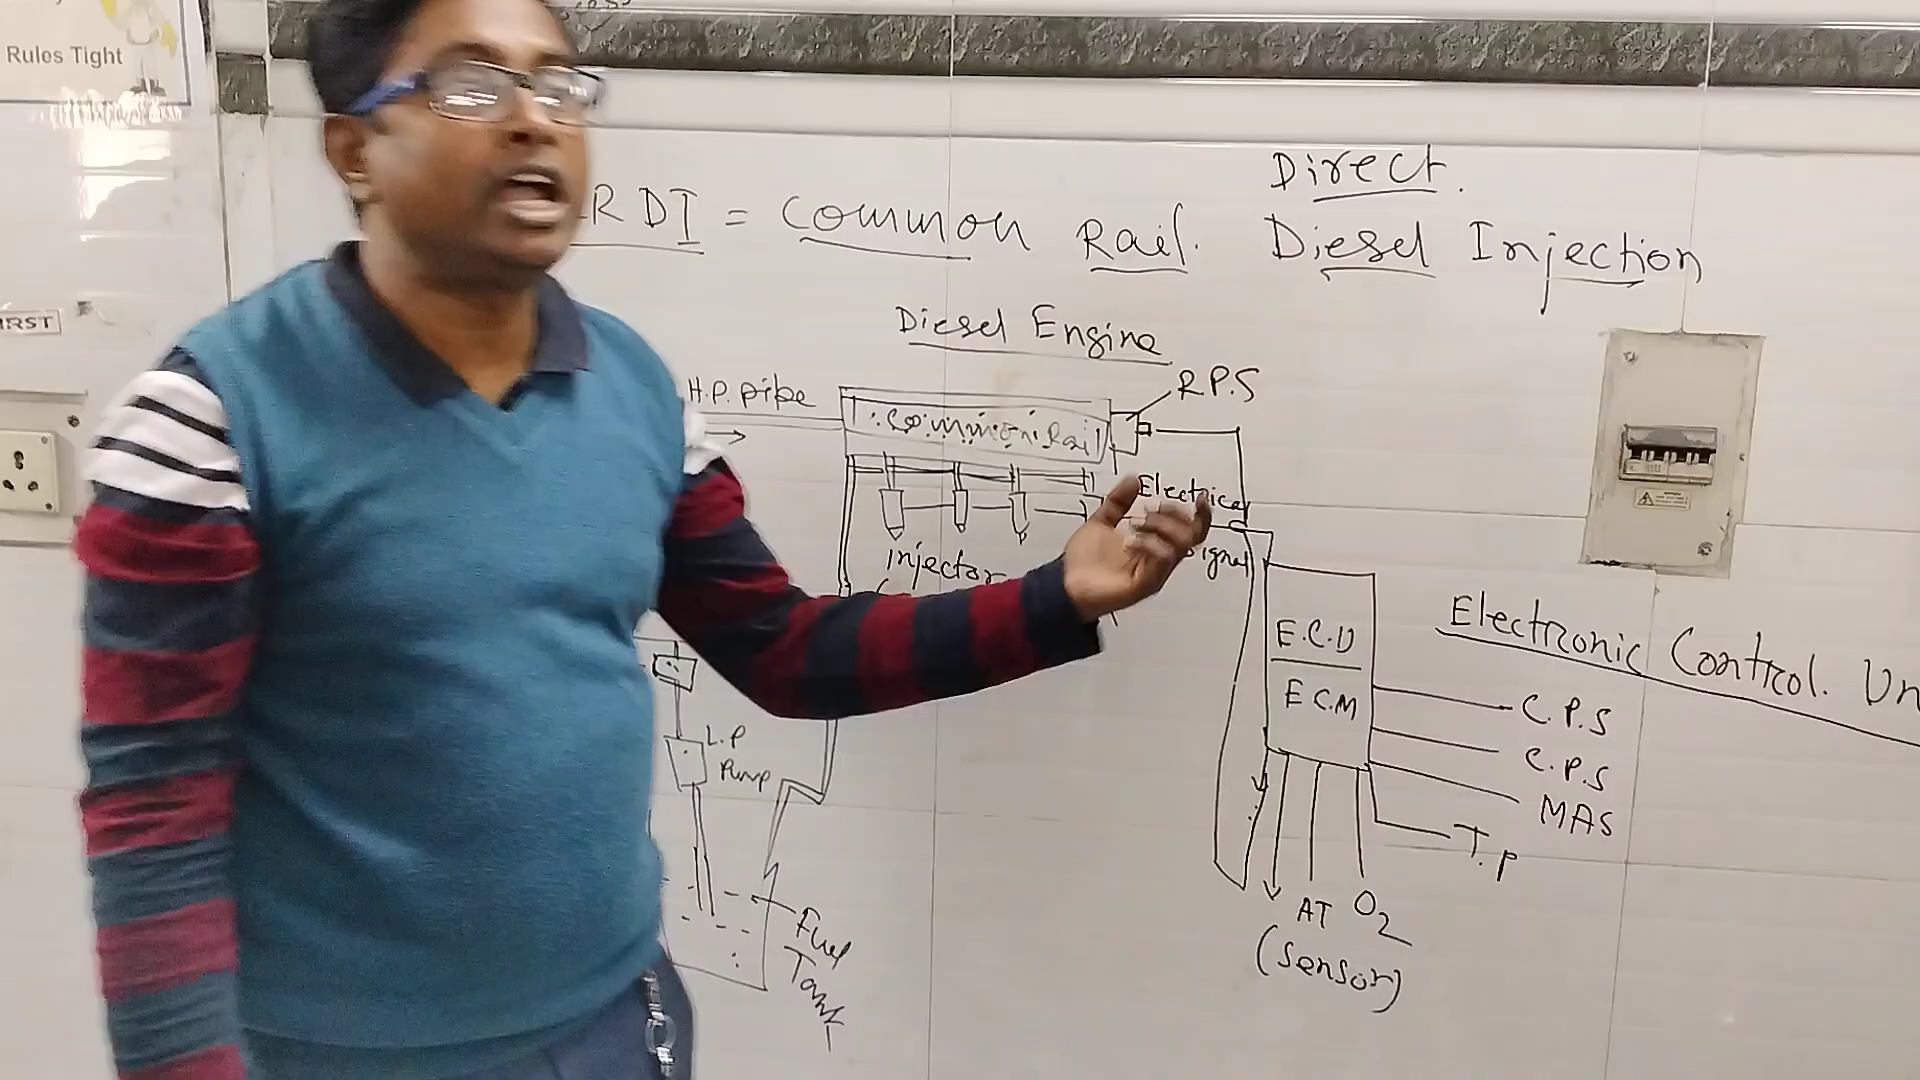 Rules Tight
Direct.
RDI = Common Rail. Diesel Injection
IRST
Diesel Engine
H.P. Pipe
Common Rail
R.P.S
Electrical
Signal
injector
E.C.U
E.C.M
Electronic Control. Un
C.P.S
C.P.S
MAS
T.P
L.P
Pump
AT O2
(Sensor)
Fuel
Tank